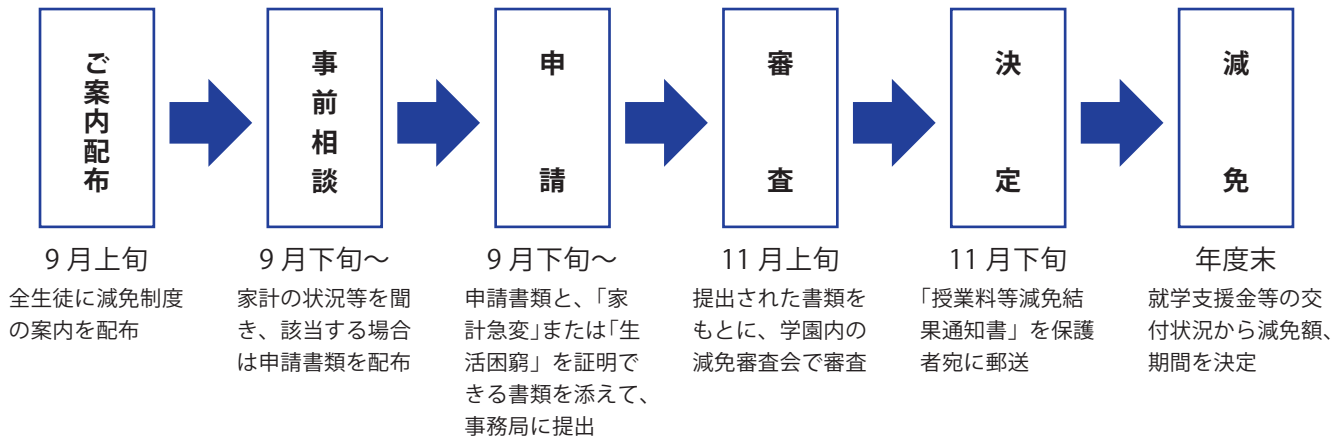 ご案内配布
事前相談
申請
審査
決定
減免
9月上旬
全生徒に減免制度
の案内を配布
9月下旬～
家計の状況等を聞
き、該当する場合
は申請書類を配布
9月下旬～
申請書類と、「家
計急変」または「生
活困窮」を証明で
きる書類を添えて、
事務局に提出
11月上旬
提出された書類を
もとに、学園内の
減免審査会で審査
11月下旬
「授業料等減免結
果通知書」を保護
者宛に郵送
年度末
就学支援金等の交
付状況から減免額、
期間を決定